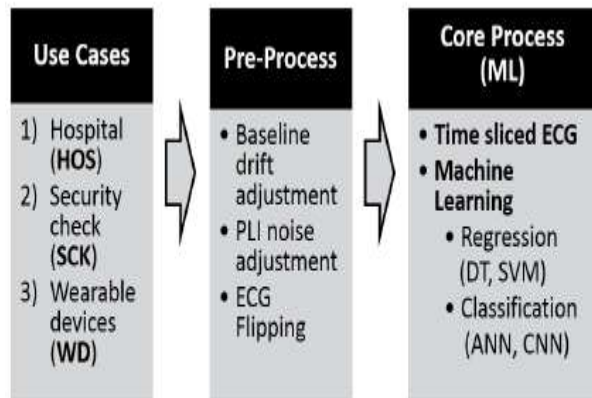 Use Cases
1) Hospital
(HOS)
2) Security
check
(SCK)
3) Wearable
devices
(WD)
Pre-Process
• Baseline
drift
adjustment
• PLI noise
adjustment
• ECG
Flipping
Core Process
(ML)
• Time sliced ECG
• Machine
Learning
• Regression
(DT, SVM)
• Classification
(ANN, CNN)